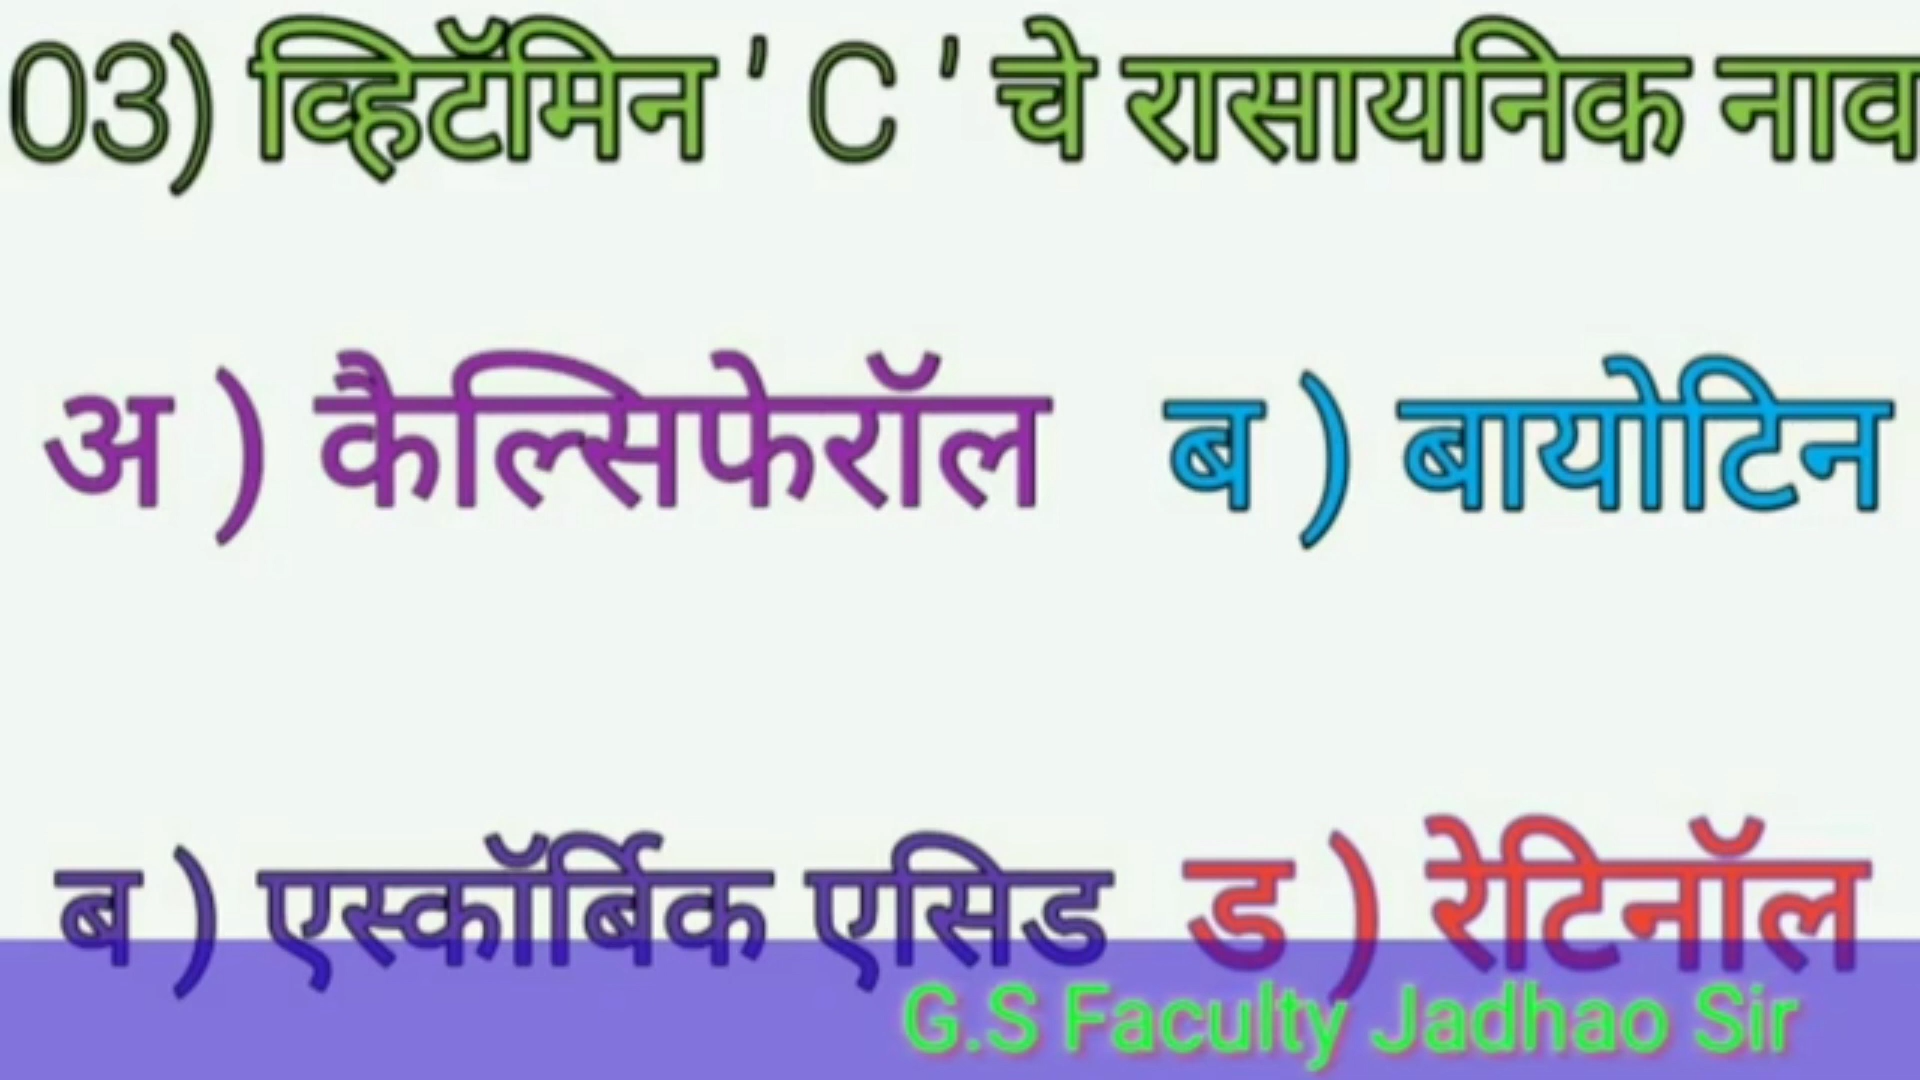 03) व्हिटॅमिन ' C ' चे रासायनिक नाव
अ ) कैल्सिफेरॉल ब ) बायोटिन
ब ) एस्कॉर्बिक एसिड ड ) रेटिनॉल
G.S Faculty Jadhao Sir